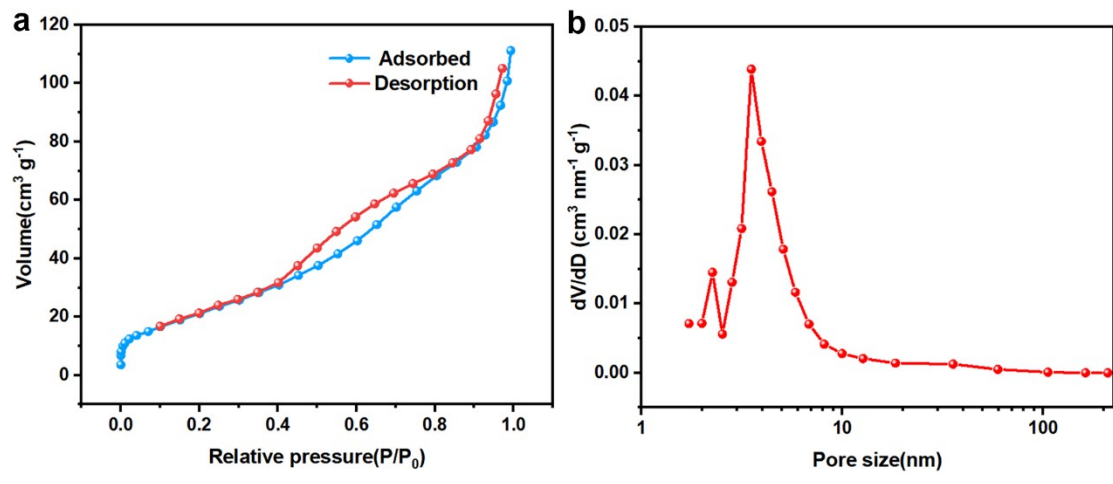 a
120
100
80
60
40
20
0
Volume(cm³ g⁻¹)
Adsorbed
Desorption
0.0 0.2 0.4 0.6 0.8 1.0
Relative pressure(P/P₀)
b
0.05
0.04
0.03
0.02
0.01
0.00
dV/dD (cm³ nm⁻¹ g⁻¹)
1 10 100
Pore size(nm)